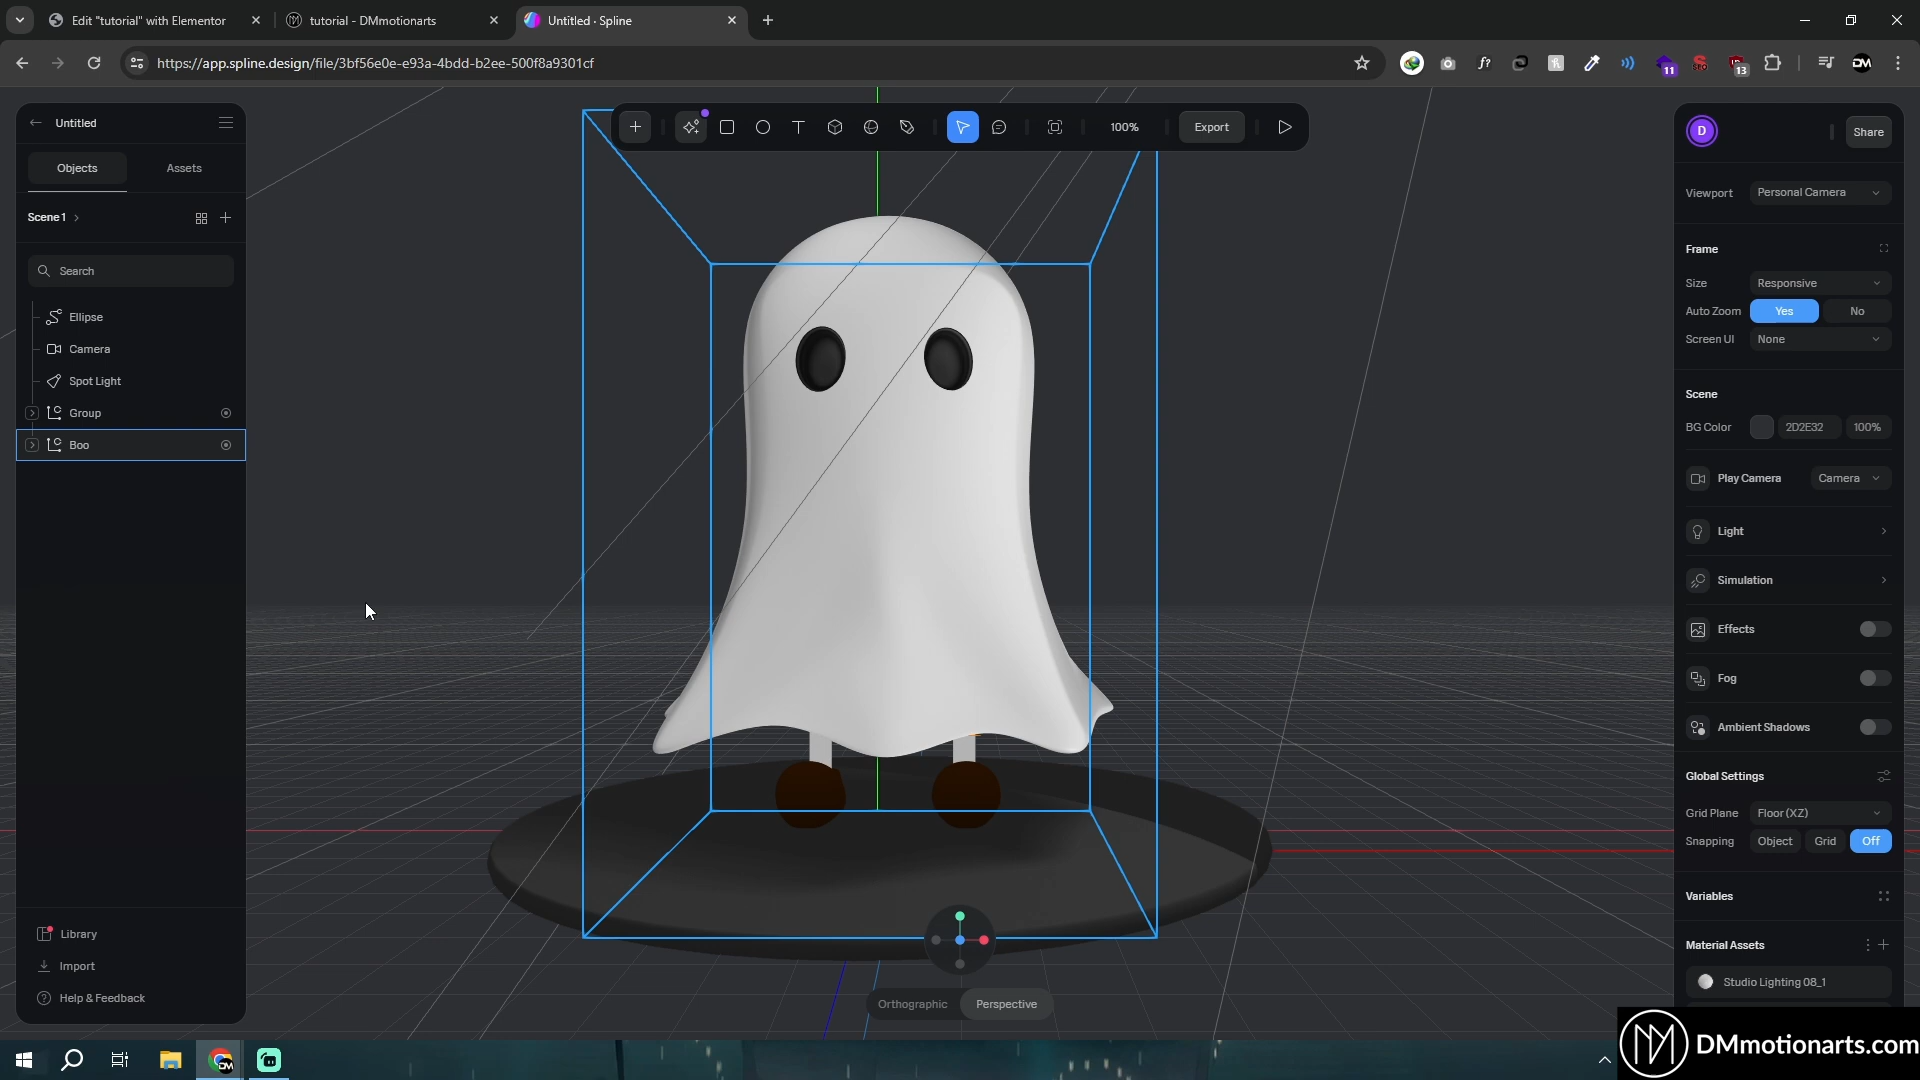 Edit "tutorial" with Elementor
tutorial - DMmotionarts
Untitled - Spline
https://app.spline.design/file/3bf56e0e-e93a-4bdd-b2ee-500f8a9301cf
f?
11
13
DM
Untitled
Objects
Assets
Scene 1
Search
Ellipse
Camera
Spot Light
Group
Boo
Library
Import
Help & Feedback
T
100%
Export
D
Share
Viewport
Personal Camera
Frame
Size
Responsive
Auto Zoom
Yes
No
Screen UI
None
Scene
BG Color
2D2E32
100%
Play Camera
Camera
Light
Simulation
Effects
Fog
Ambient Shadows
Global Settings
Grid Plane
Floor (XZ)
Snapping
Object
Grid
Off
Variables
Material Assets
Studio Lighting 08_1
Orthographic
Perspective
DMmotionarts.com